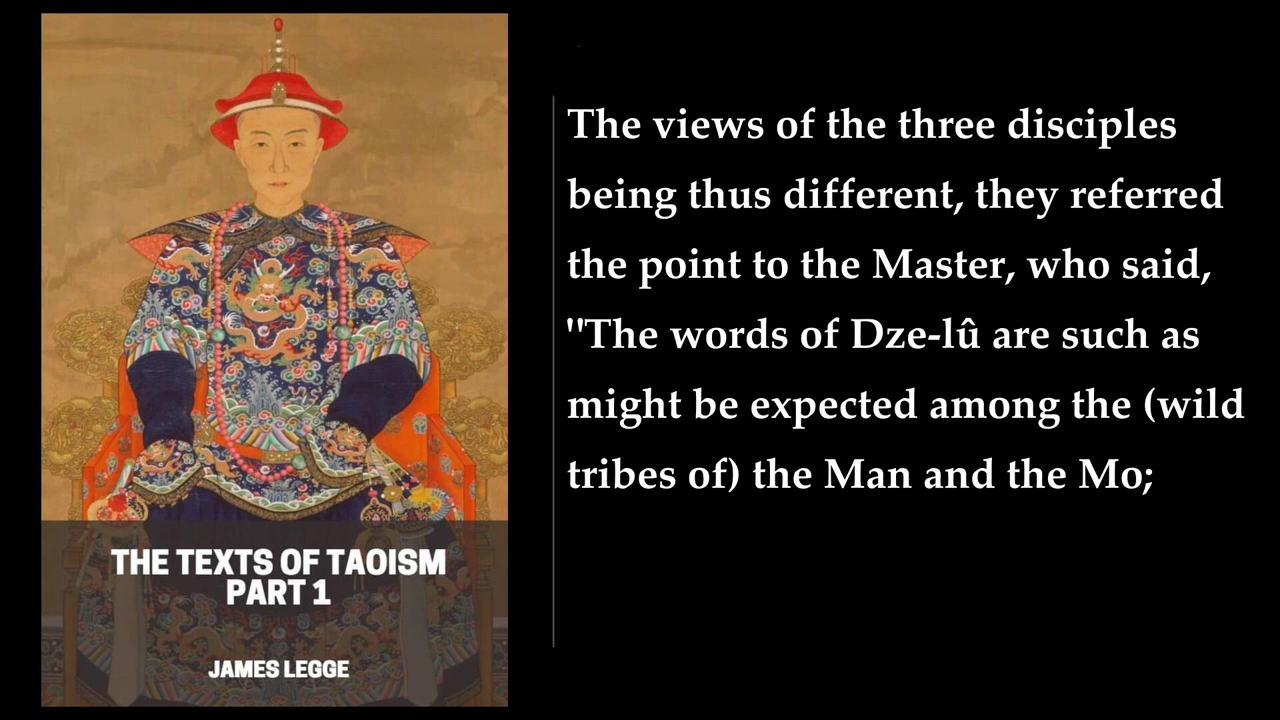 The views of the three disciples
being thus different, they referred
the point to the Master, who said,
"The words of Dze-lû are such as
might be expected among the (wild
tribes of) the Man and the Mo;
THE TEXTS OF TAOISM
PART 1
JAMES LEGGE